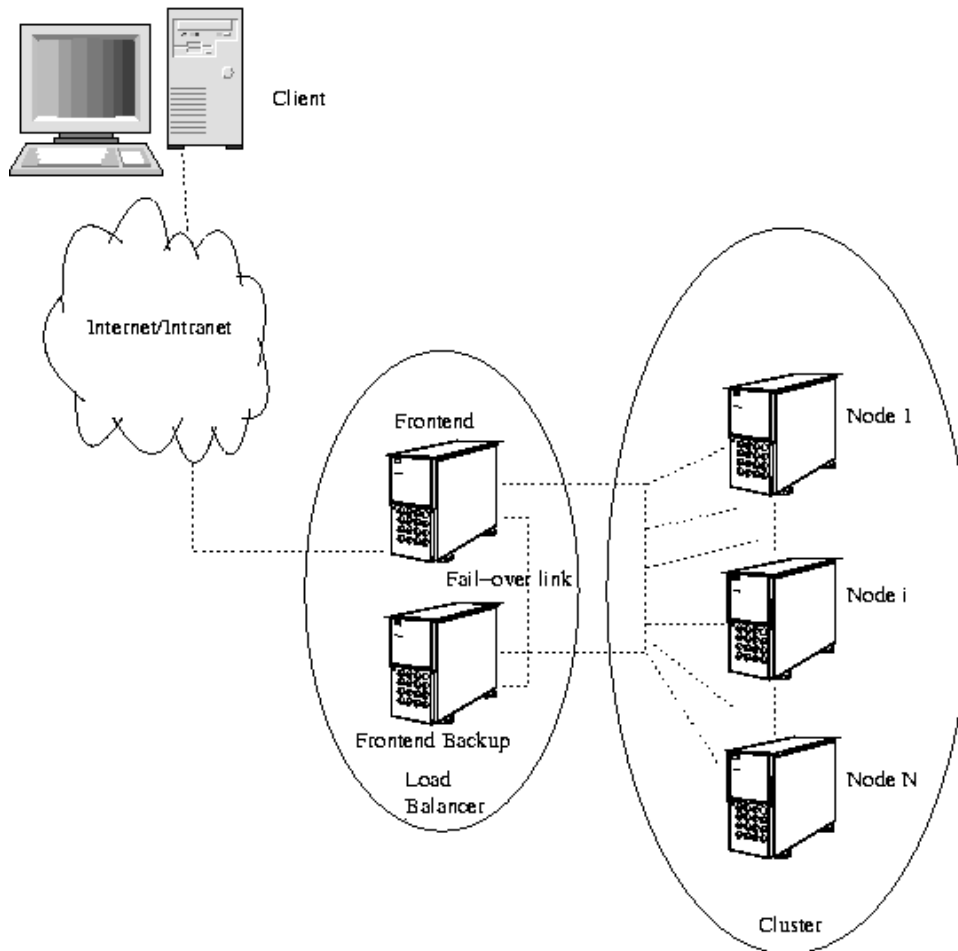 Client
Internet/Intranet
Frontend
Node 1
Fail-over link
Node i
Frontend Backup
Load
Balancer
Node N
Cluster